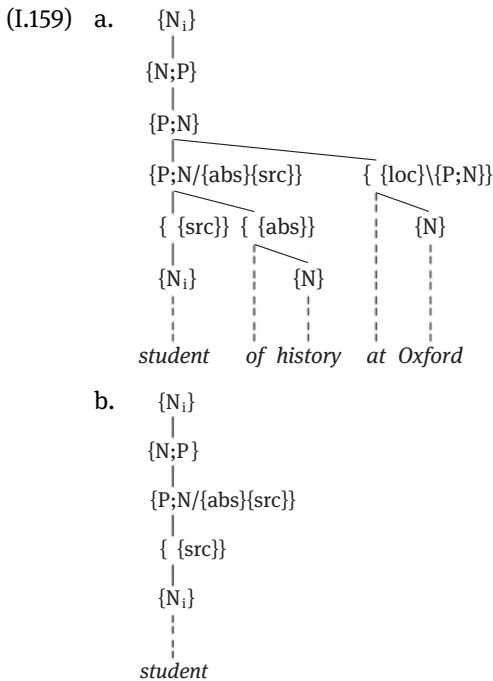 (I.159) a. {Nᵢ}
{N;P}
{P;N}
{P;N/{abs}{src}} { {loc}\{P;N}}
{ {src}} { {abs}} {N}
{Nᵢ} {N}
student of history at Oxford
b. {Nᵢ}
{N;P}
{P;N/{abs}{src}}
{ {src}}
{Nᵢ}
student